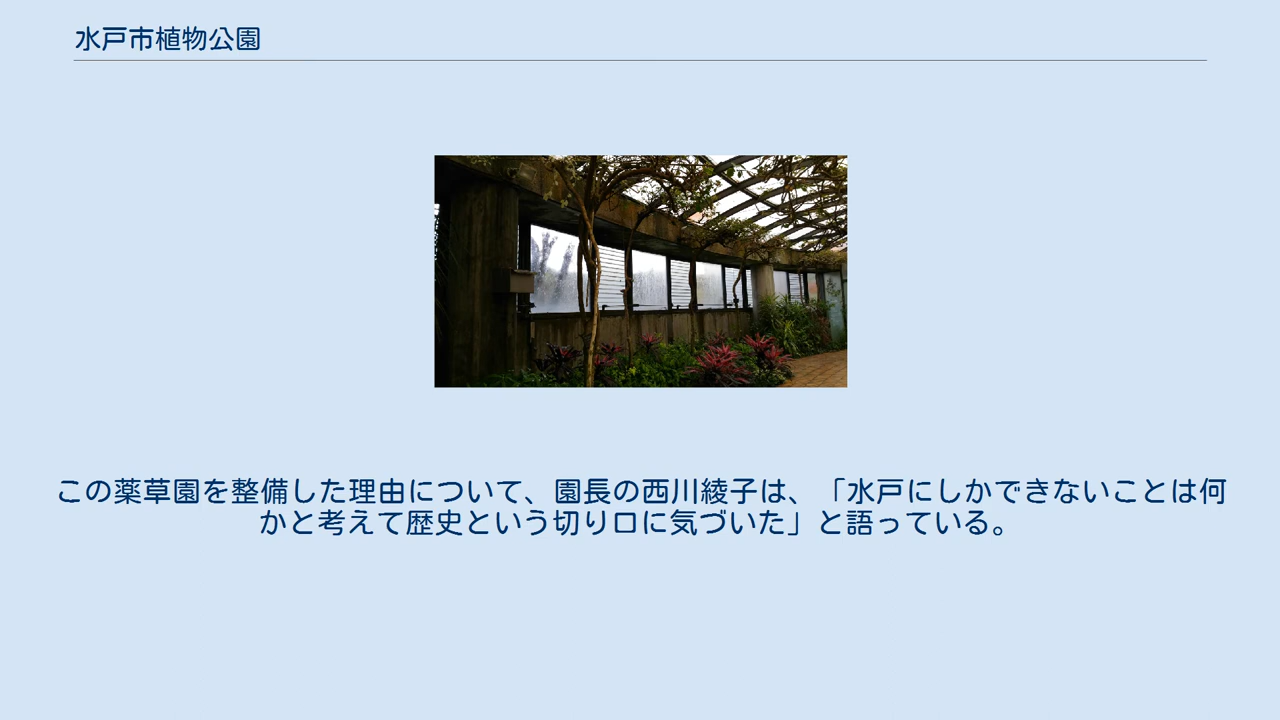 水戸市植物公園
この薬草園を整備した理由について、園長の西川綾子は、「水戸にしかできないことは何
かと考えて歴史という切り口に気づいた」と語っている。